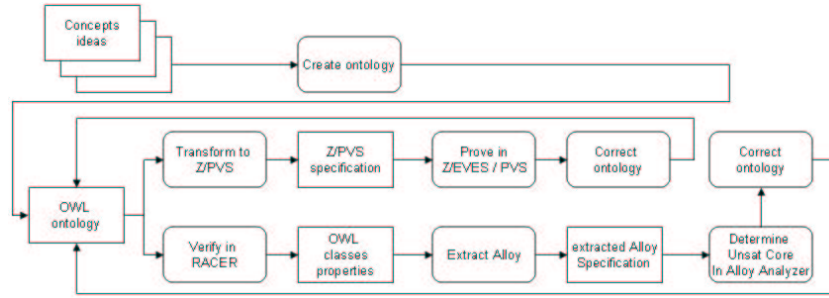 Concepts
ideas
Create ontology
Transform to
Z/PVS
Z/PVS
specification
Prove in
Z/EVES / PVS
Correct
ontology
Correct
ontology
OWL
ontology
Verify in
RACER
OWL
classes
properties
Extract Alloy
extracted Alloy
Specification
Determine
Unsat Core
In Alloy Analyzer